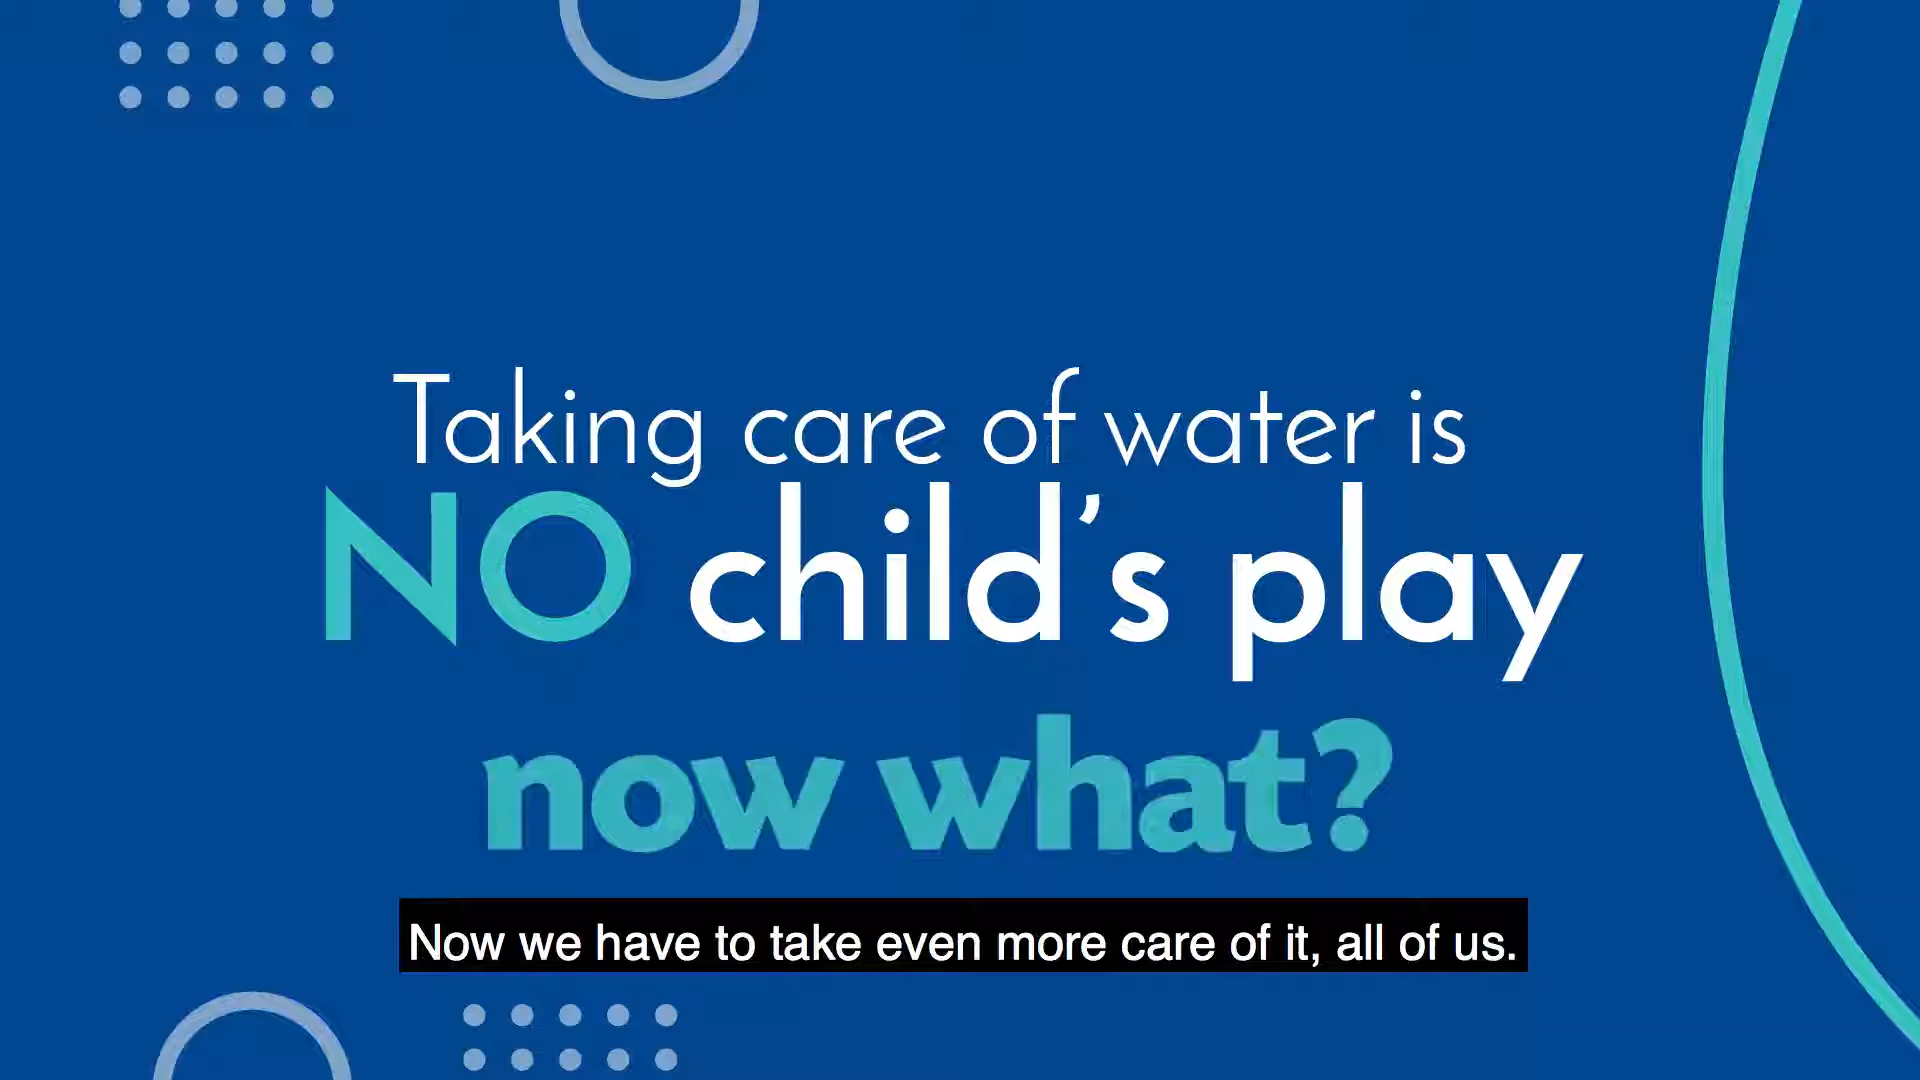 Taking care of water is
NO child’s play
now what?
Now we have to take even more care of it, all of us.